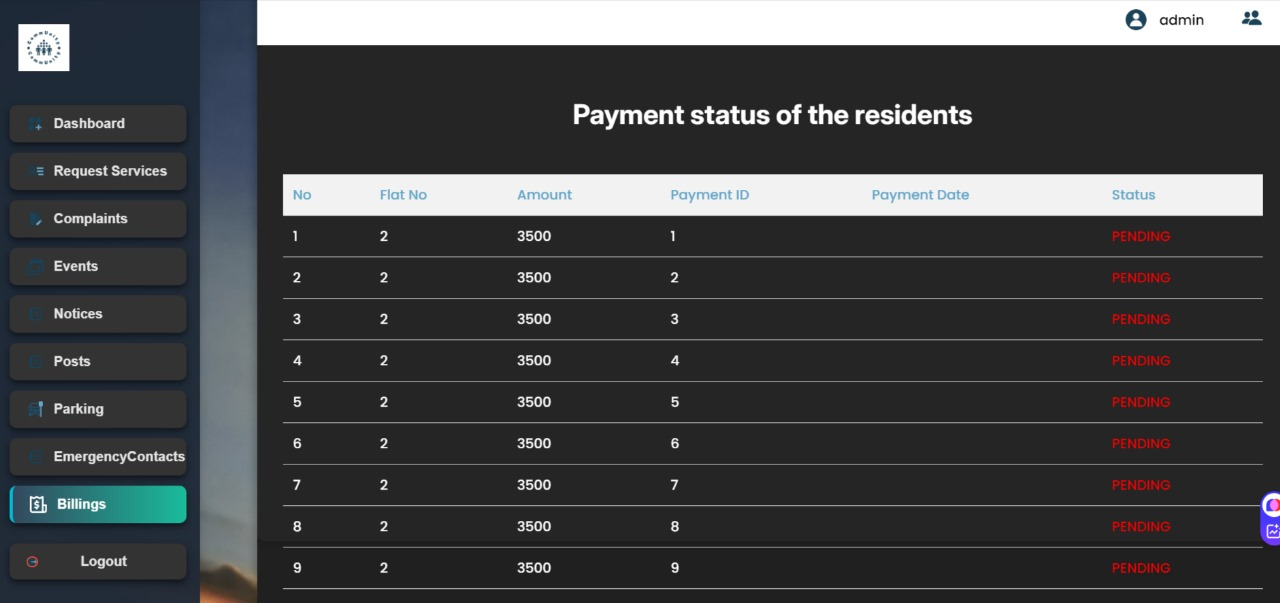 admin
Dashboard
Request Services
Complaints
Events
Notices
Posts
Parking
EmergencyContacts
Billings
Logout
Payment status of the residents
No Flat No Amount Payment ID Payment Date Status
1 2 3500 1 PENDING
2 2 3500 2 PENDING
3 2 3500 3 PENDING
4 2 3500 4 PENDING
5 2 3500 5 PENDING
6 2 3500 6 PENDING
7 2 3500 7 PENDING
8 2 3500 8 PENDING
9 2 3500 9 PENDING